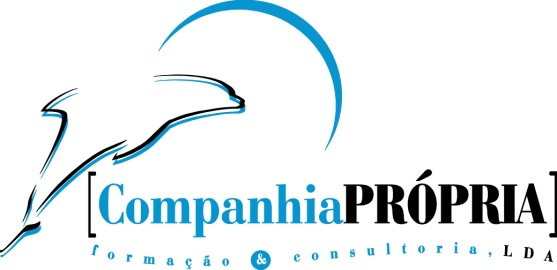 [CompanhiaPRÓPRIA]
formação & consultoria, LDA